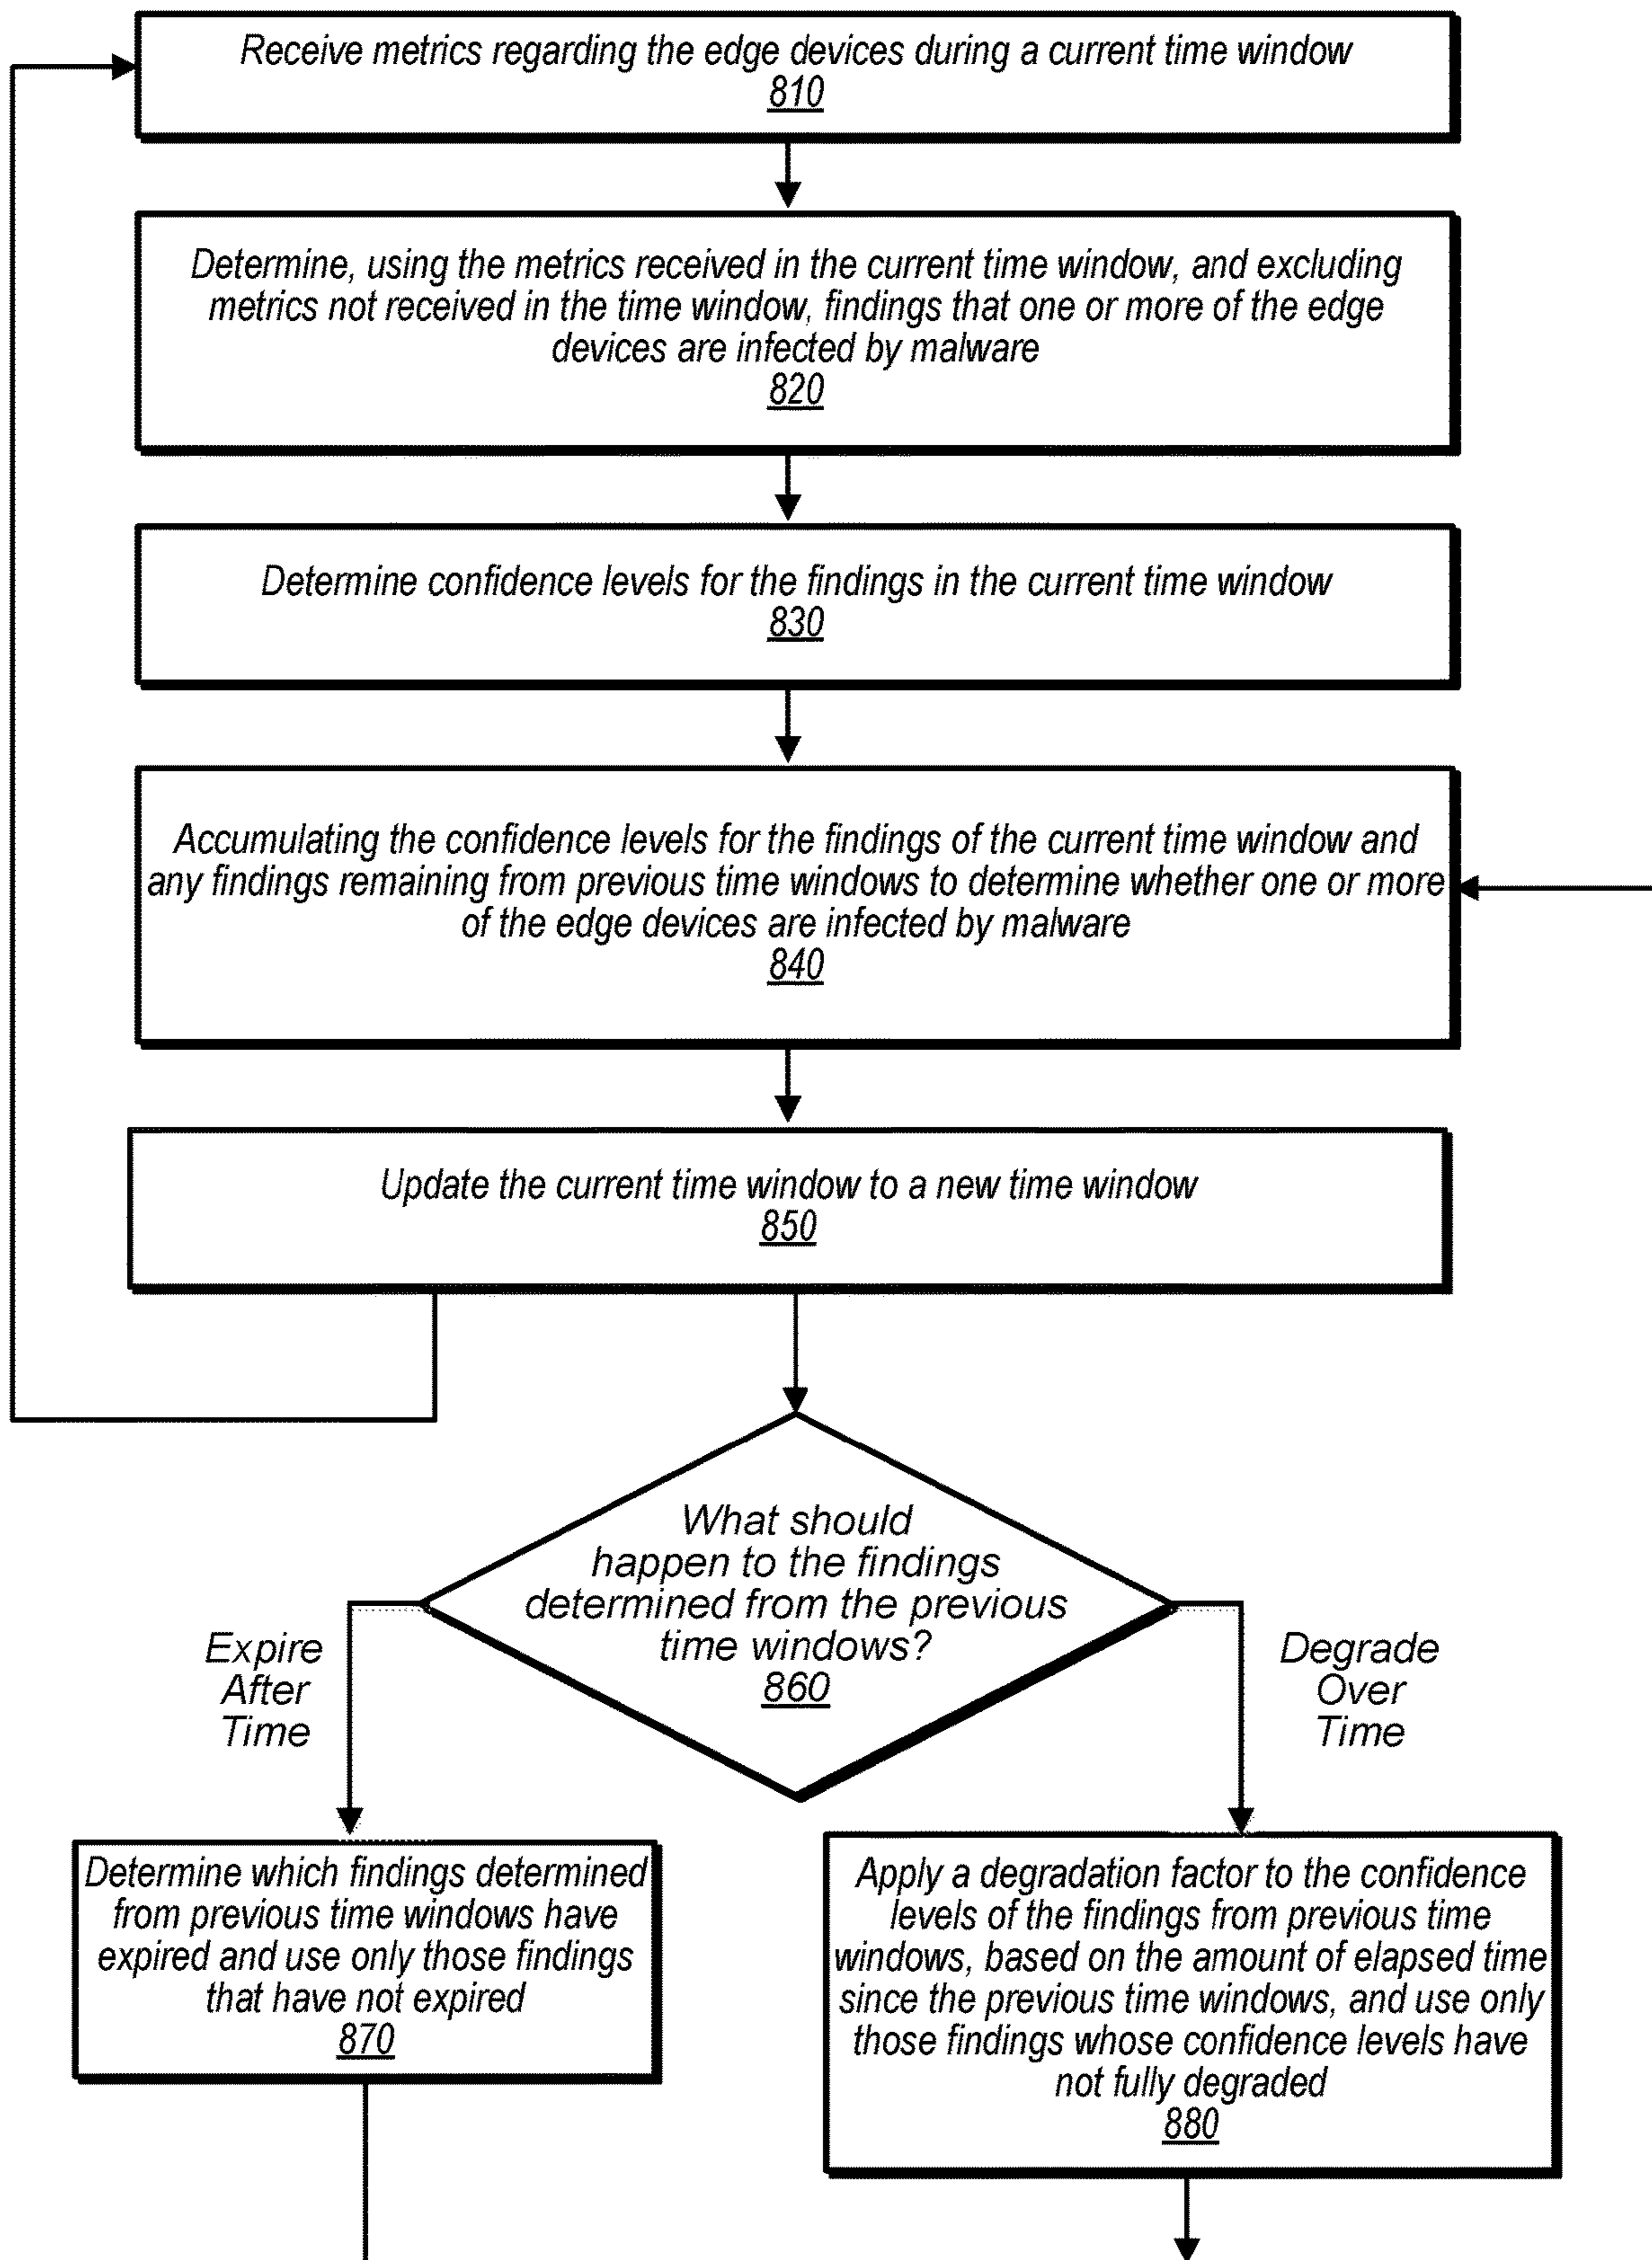 Receive metrics regarding the edge devices during a current time window
810
Determine, using the metrics received in the current time window, and excluding
metrics not received in the time window, findings that one or more of the edge
devices are infected by malware
820
Determine confidence levels for the findings in the current time window
830
Accumulating the confidence levels for the findings of the current time window and
any findings remaining from previous time windows to determine whether one or more
of the edge devices are infected by malware
840
Update the current time window to a new time window
850
What should
happen to the findings
determined from the previous
time windows?
860
Expire
After
Time
Degrade
Over
Time
Determine which findings determined
from previous time windows have
expired and use only those findings
that have not expired
870
Apply a degradation factor to the confidence
levels of the findings from previous time
windows, based on the amount of elapsed time
since the previous time windows, and use only
those findings whose confidence levels have
not fully degraded
880